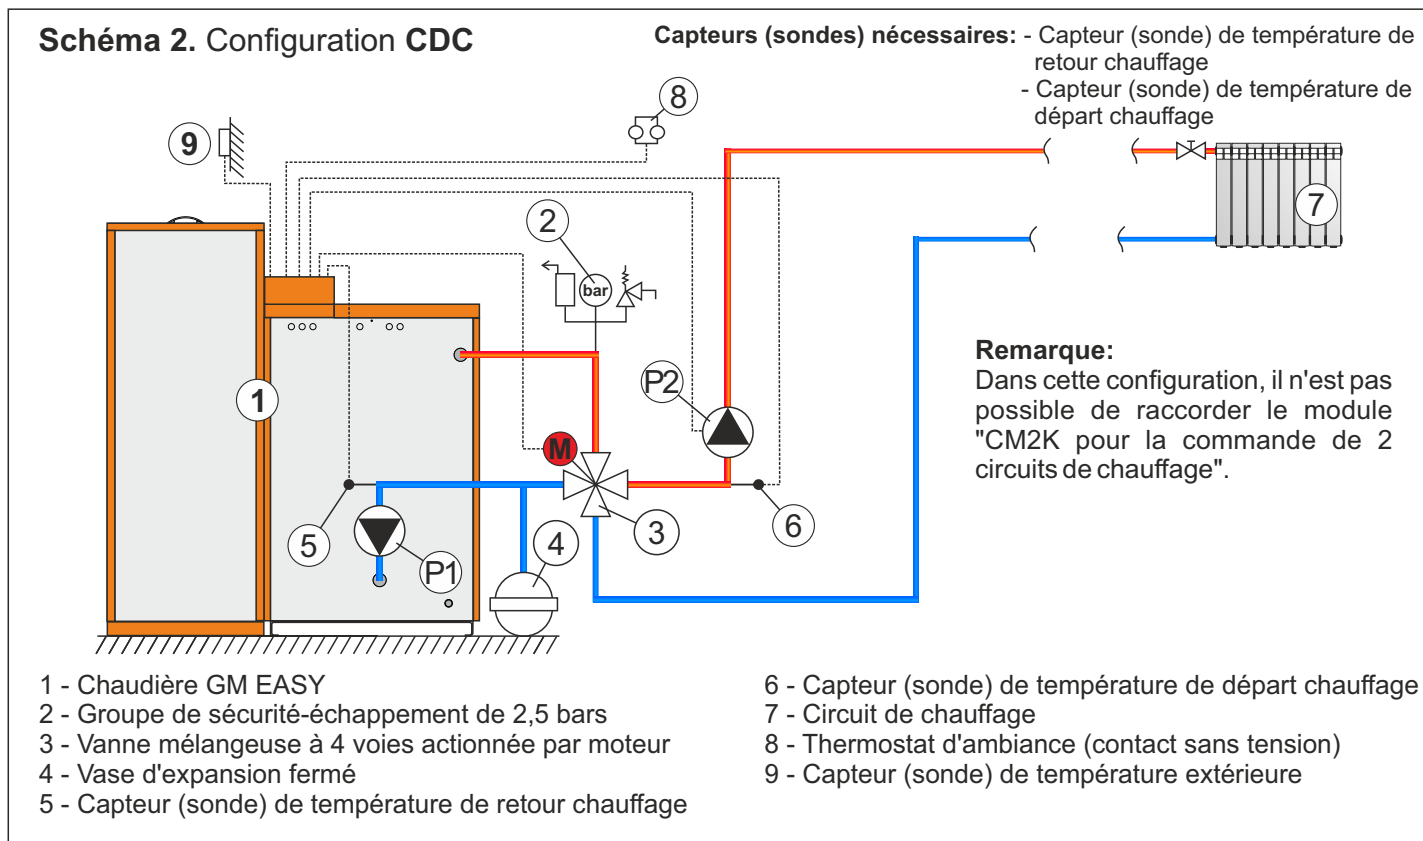 Schéma 2. Configuration CDC
Capteurs (sondes) nécessaires: - Capteur (sonde) de température de
retour chauffage
- Capteur (sonde) de température de
départ chauffage
8
9
2
7
bar
P2
1
M
Remarque:
Dans cette configuration, il n'est pas
possible de raccorder le module
"CM2K pour la commande de 2
circuits de chauffage".
5
P1
4
3
6
1 - Chaudière GM EASY
2 - Groupe de sécurité-échappement de 2,5 bars
3 - Vanne mélangeuse à 4 voies actionnée par moteur
4 - Vase d'expansion fermé
5 - Capteur (sonde) de température de retour chauffage
6 - Capteur (sonde) de température de départ chauffage
7 - Circuit de chauffage
8 - Thermostat d'ambiance (contact sans tension)
9 - Capteur (sonde) de température extérieure